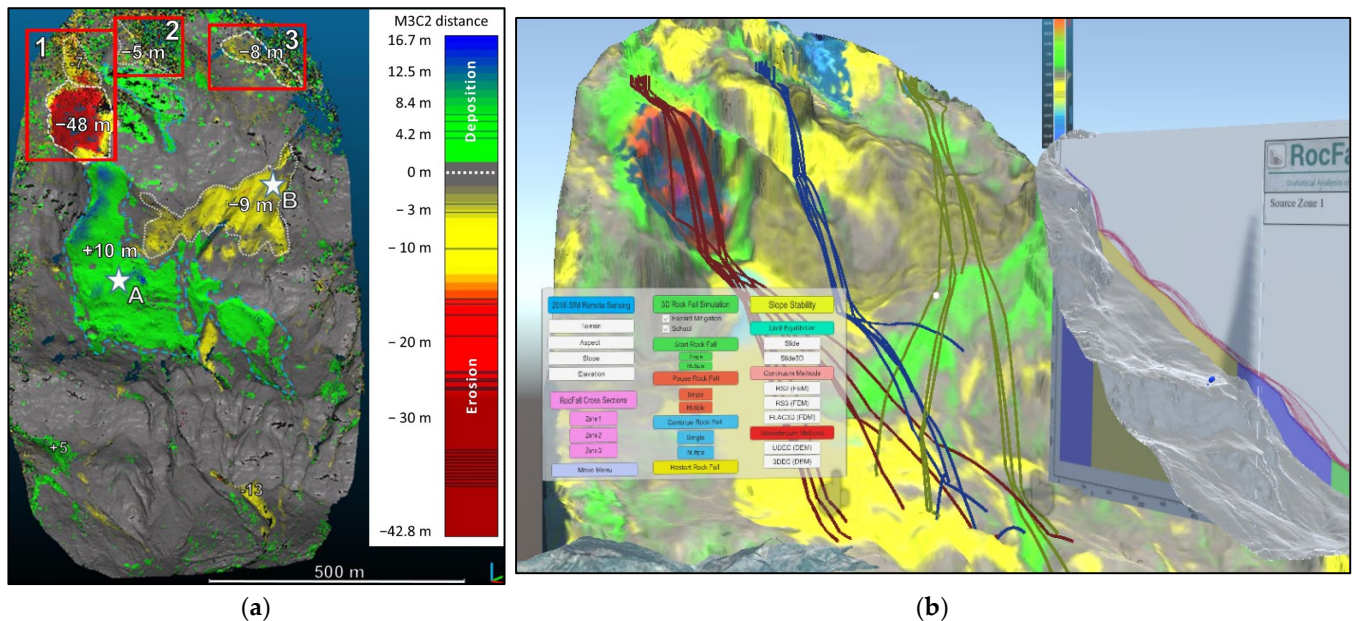 1
2
3
−5 m
−8 m
-7
−48 m
−9 m
B
+10 m
A
+5
-13
500 m
M3C2 distance
16.7 m
12.5 m
8.4 m
4.2 m
0 m
− 3 m
− 10 m
− 20 m
− 30 m
−42.8 m
Deposition
Erosion
(a)
2016 SfM Remote Sensing
Terrain
Aspect
Slope
Elevation
RocFall Cross Sections
Zone1
Zone2
Zone3
Move Menu
3D Rock Fall Simulation
Hazard Mitigation
School
Start Rock Fall
Single
Multiple
Pause Rock Fall
Single
Multiple
Continue Rock Fall
Single
Multiple
Restart Rock Fall
Slope Stability
Limit Equilibrium
Slide
Slide3D
Continuum Methods
RS2 (FEM)
RS3 (FEM)
FLAC3D (FDM)
Discontinuum Methods
UDEC (DEM)
3DEC (DEM)
RocFal
Statistical Analysis
Source Zone 1
(b)